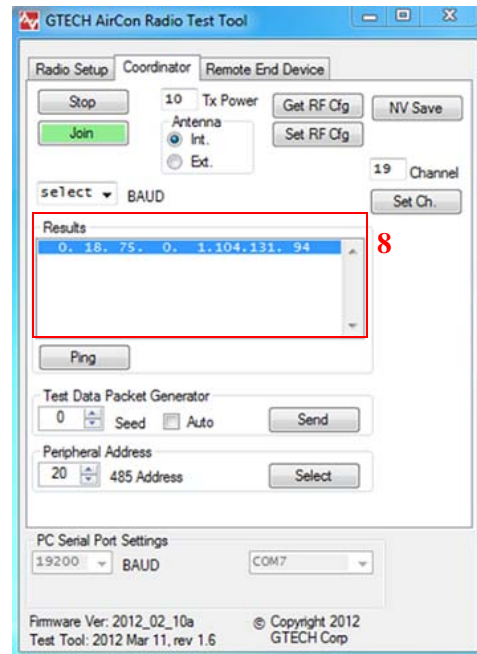 GTECH AirCon Radio Test Tool
Radio Setup Coordinator Remote End Device
Stop 10 Tx Power Get RF Cfg NV Save
Join Antenna Int. Set RF Cfg
Ext.
19 Channel
select BAUD Set Ch.
Results
0. 18. 75. 0. 1.104.131. 94 8
Ping
Test Data Packet Generator
0 Seed Auto Send
Peripheral Address
20 485 Address Select
PC Serial Port Settings
19200 BAUD COM7
Firmware Ver: 2012_02_10a © Copyright 2012
Test Tool: 2012 Mar 11, rev 1.6 GTECH Corp